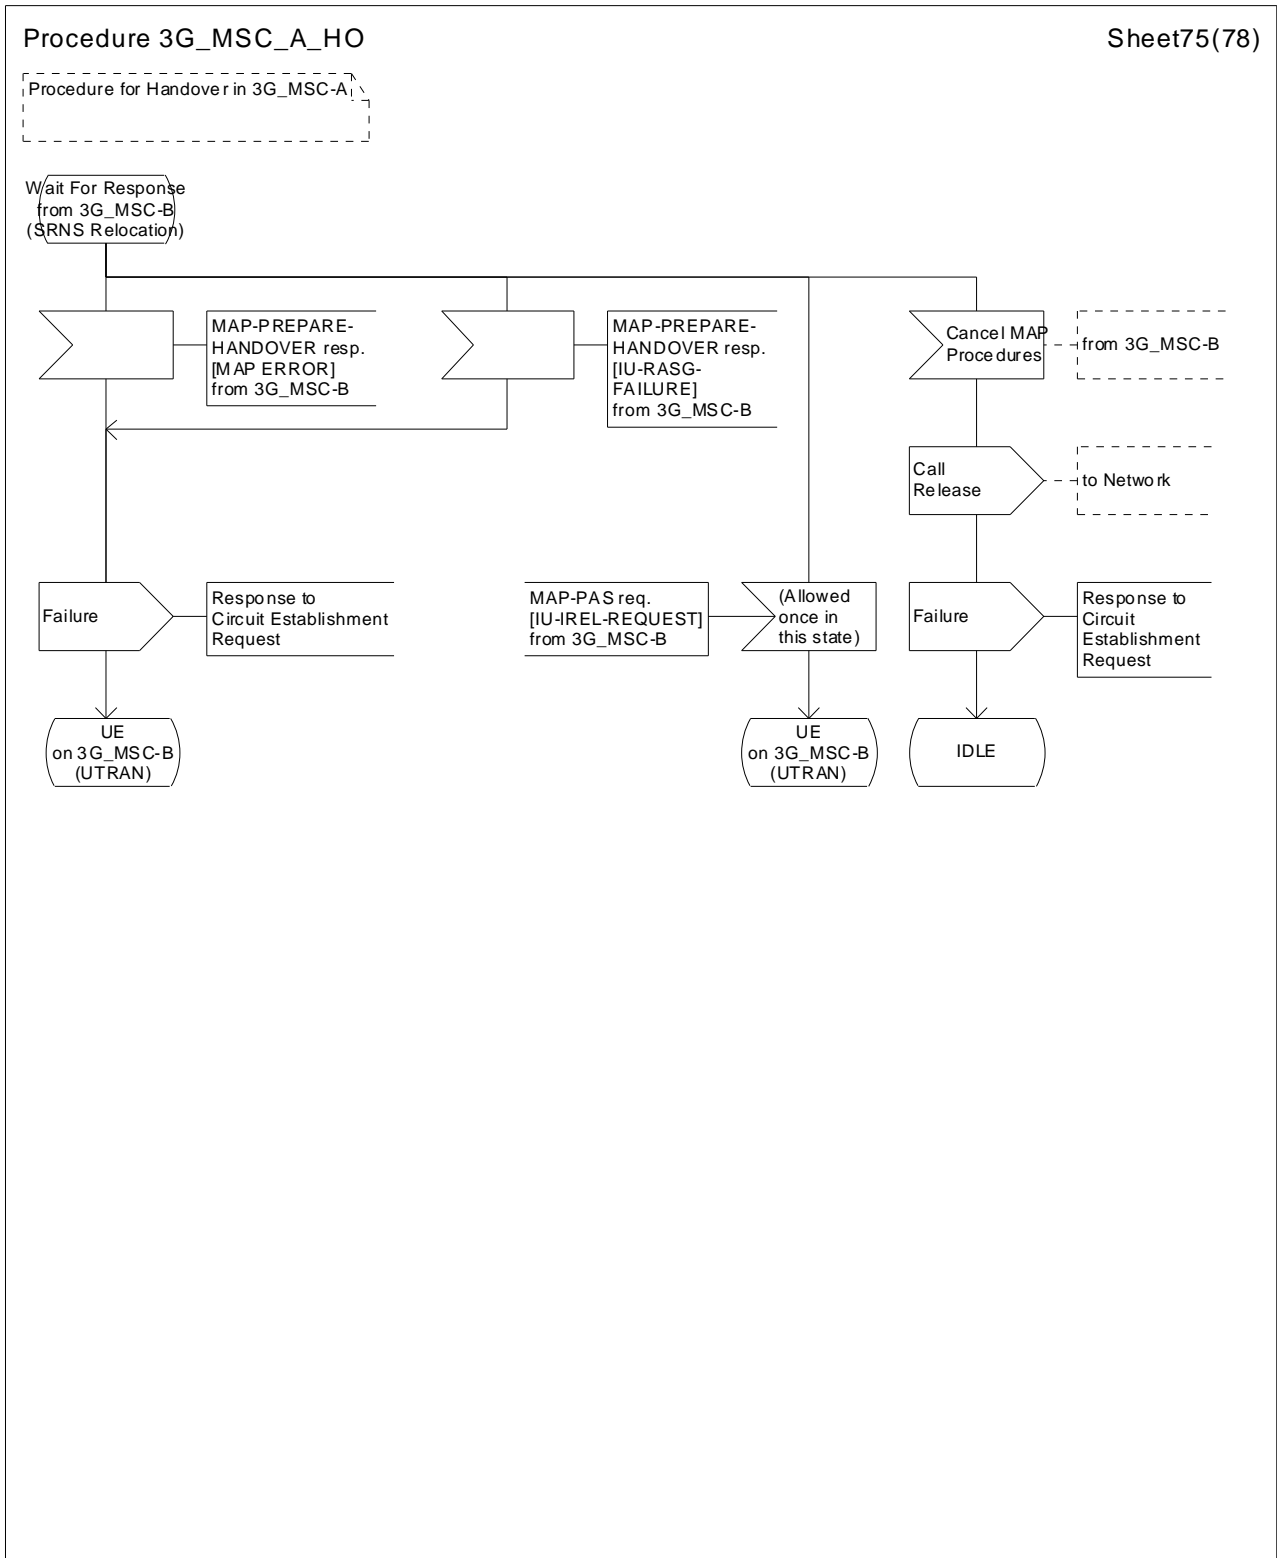 Procedure 3G_MSC_A_HO
Sheet75(78)
Procedure for Handover in 3G_MSC-A
Wait For Response
from 3G_MSC-B
(SRNS Relocation)
MAP-PREPARE-
HANDOVER resp.
[MAP ERROR]
from 3G_MSC-B
MAP-PREPARE-
HANDOVER resp.
[IU-RASG-
FAILURE]
from 3G_MSC-B
Cancel MAP
Procedures
from 3G_MSC-B
Call
Release
to Network
Failure
Response to
Circuit Establishment
Request
MAP-PAS req.
[IU-IREL-REQUEST]
from 3G_MSC-B
(Allowed
once in
this state)
Failure
Response to
Circuit
Establishment
Request
UE
on 3G_MSC-B
(UTRAN)
UE
on 3G_MSC-B
(UTRAN)
IDLE